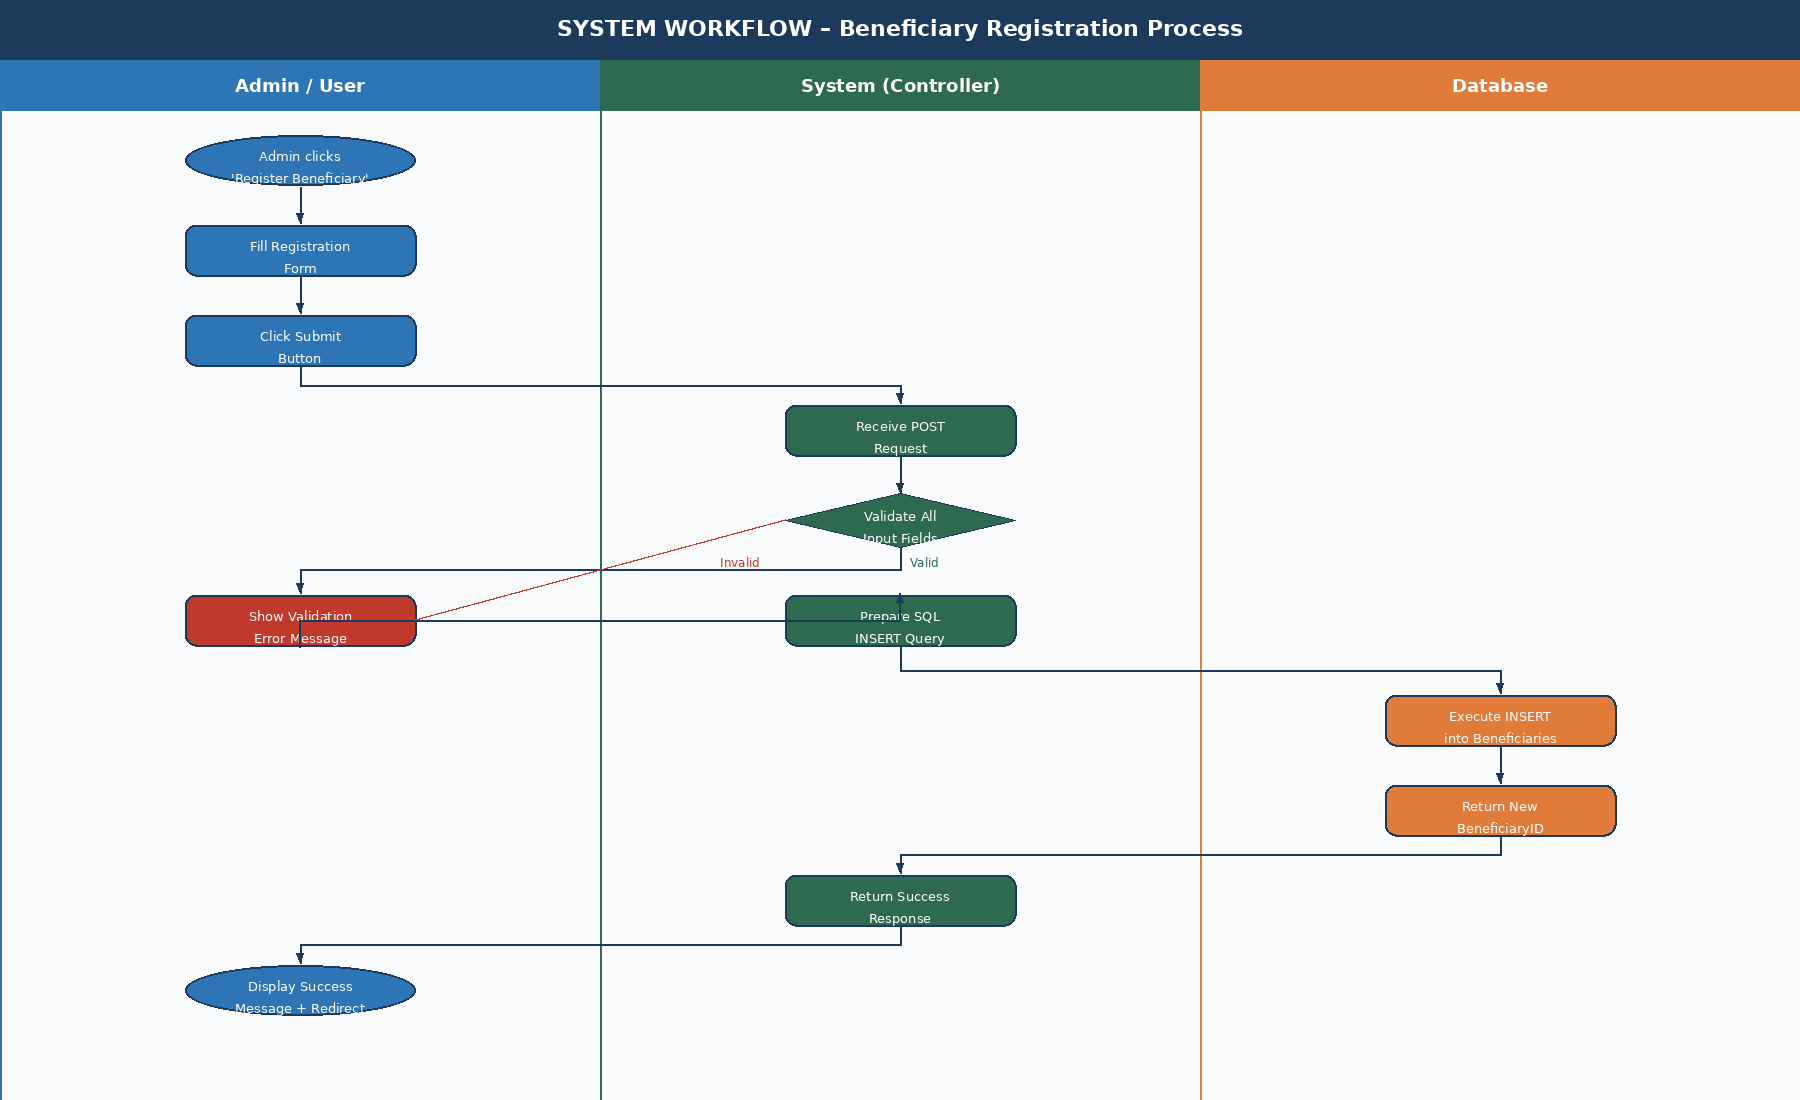 SYSTEM WORKFLOW – Beneficiary Registration Process
Admin / User
System (Controller)
Database
Admin clicks
'Register Beneficiary'
Fill Registration
Form
Click Submit
Button
Receive POST
Request
Validate All
Input Fields
Invalid
Valid
Show Validation
Error Message
Prepare SQL
INSERT Query
Execute INSERT
into Beneficiaries
Return New
BeneficiaryID
Return Success
Response
Display Success
Message + Redirect